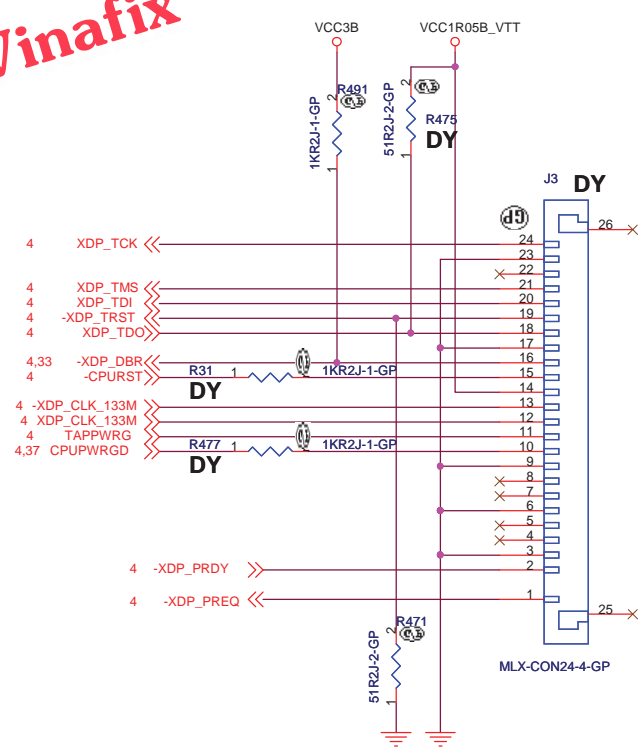 Vinafix
VCC3B
VCC1R05B_VTT
2
R491
1KR2J-1-GP
1
2
51R2J-2-GP
R475
DY
1
J3
DY
GP
26
4 XDP_TCK
24
23
22
4 XDP_TMS
21
4 XDP_TDI
20
4 -XDP_TRST
19
4 XDP_TDO
18
17
4,33 -XDP_DBR
16
4 -CPURST
R31
1
1KR2J-1-GP
15
DY
14
4 -XDP_CLK_133M
13
4 XDP_CLK_133M
12
4 TAPPWRG
11
4,37 CPUPWRGD
R477
1
1KR2J-1-GP
10
DY
9
8
7
6
5
4
3
4 -XDP_PRDY
2
4 -XDP_PREQ
1
25
2
R471
51R2J-2-GP
1
MLX-CON24-4-GP